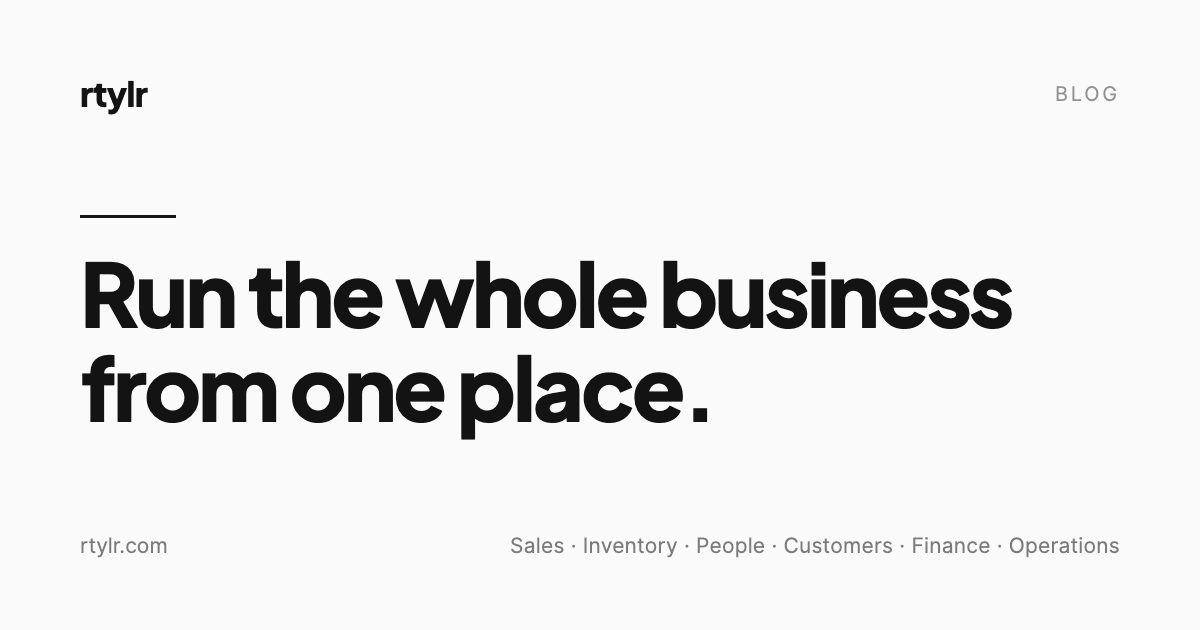 rtylr
BLOG
Run the whole business
from one place.
rtylr.com
Sales · Inventory · People · Customers · Finance · Operations